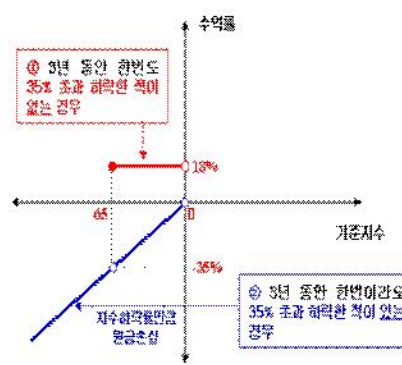 수익률
① 3년 동안 한번도
35% 초과 하락한 적이
없는 경우
18%
65
0
기준지수
-35%
② 3년 동안 한번이라도
35% 초과 하락한 적이 있는
경우
지수하락률만큼
원금손실